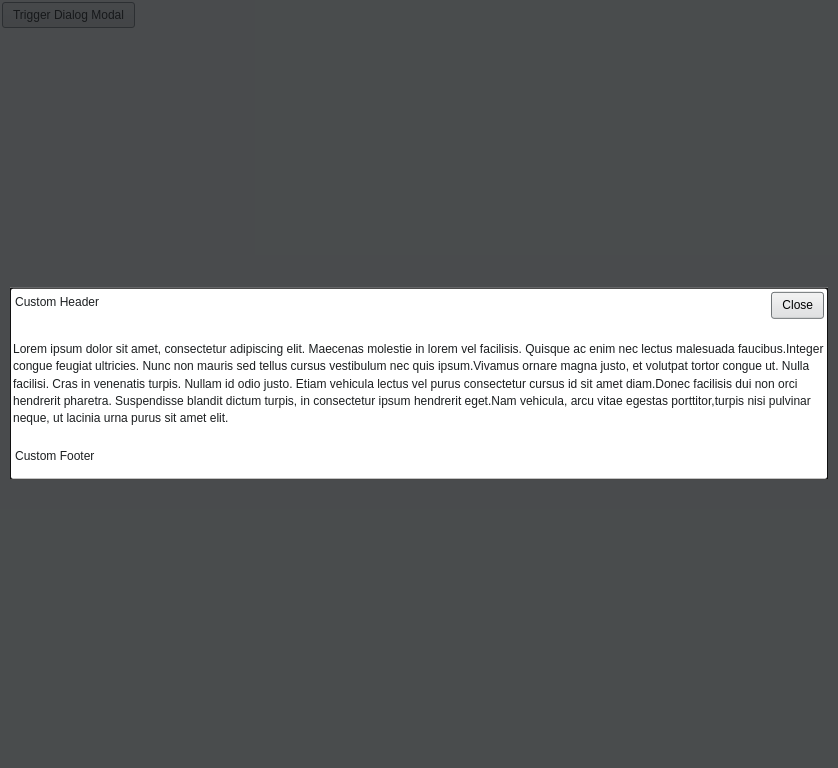 Trigger Dialog Modal
Custom Header
Close
Lorem ipsum dolor sit amet, consectetur adipiscing elit. Maecenas molestie in lorem vel facilisis. Quisque ac enim nec lectus malesuada faucibus.Integer
congue feugiat ultricies. Nunc non mauris sed tellus cursus vestibulum nec quis ipsum.Vivamus ornare magna justo, et volutpat tortor congue ut. Nulla
facilisi. Cras in venenatis turpis. Nullam id odio justo. Etiam vehicula lectus vel purus consectetur cursus id sit amet diam.Donec facilisis dui non orci
hendrerit pharetra. Suspendisse blandit dictum turpis, in consectetur ipsum hendrerit eget.Nam vehicula, arcu vitae egestas porttitor,turpis nisi pulvinar
neque, ut lacinia urna purus sit amet elit.
Custom Footer